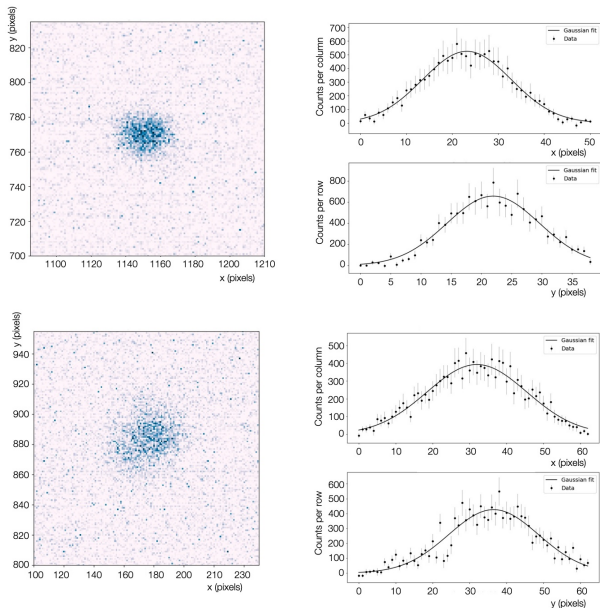 y (pixels)
820
800
780
760
740
720
700
1100 1120 1140 1160 1180 1200 1210
x (pixels)
Counts per column
700
600
500
400
300
200
100
0
Gaussian fit
Data
0 10 20 30 40 50
x (pixels)
Counts per row
800
600
400
200
0
Gaussian fit
Data
0 5 10 15 20 25 30 35
y (pixels)
y (pixels)
940
920
900
880
860
840
820
800
100 120 140 160 180 200 220 230
x (pixels)
Counts per column
500
400
300
200
100
0
Gaussian fit
Data
0 10 20 30 40 50 60
x (pixels)
Counts per row
600
500
400
300
200
100
0
Gaussian fit
Data
0 10 20 30 40 50 60
y (pixels)